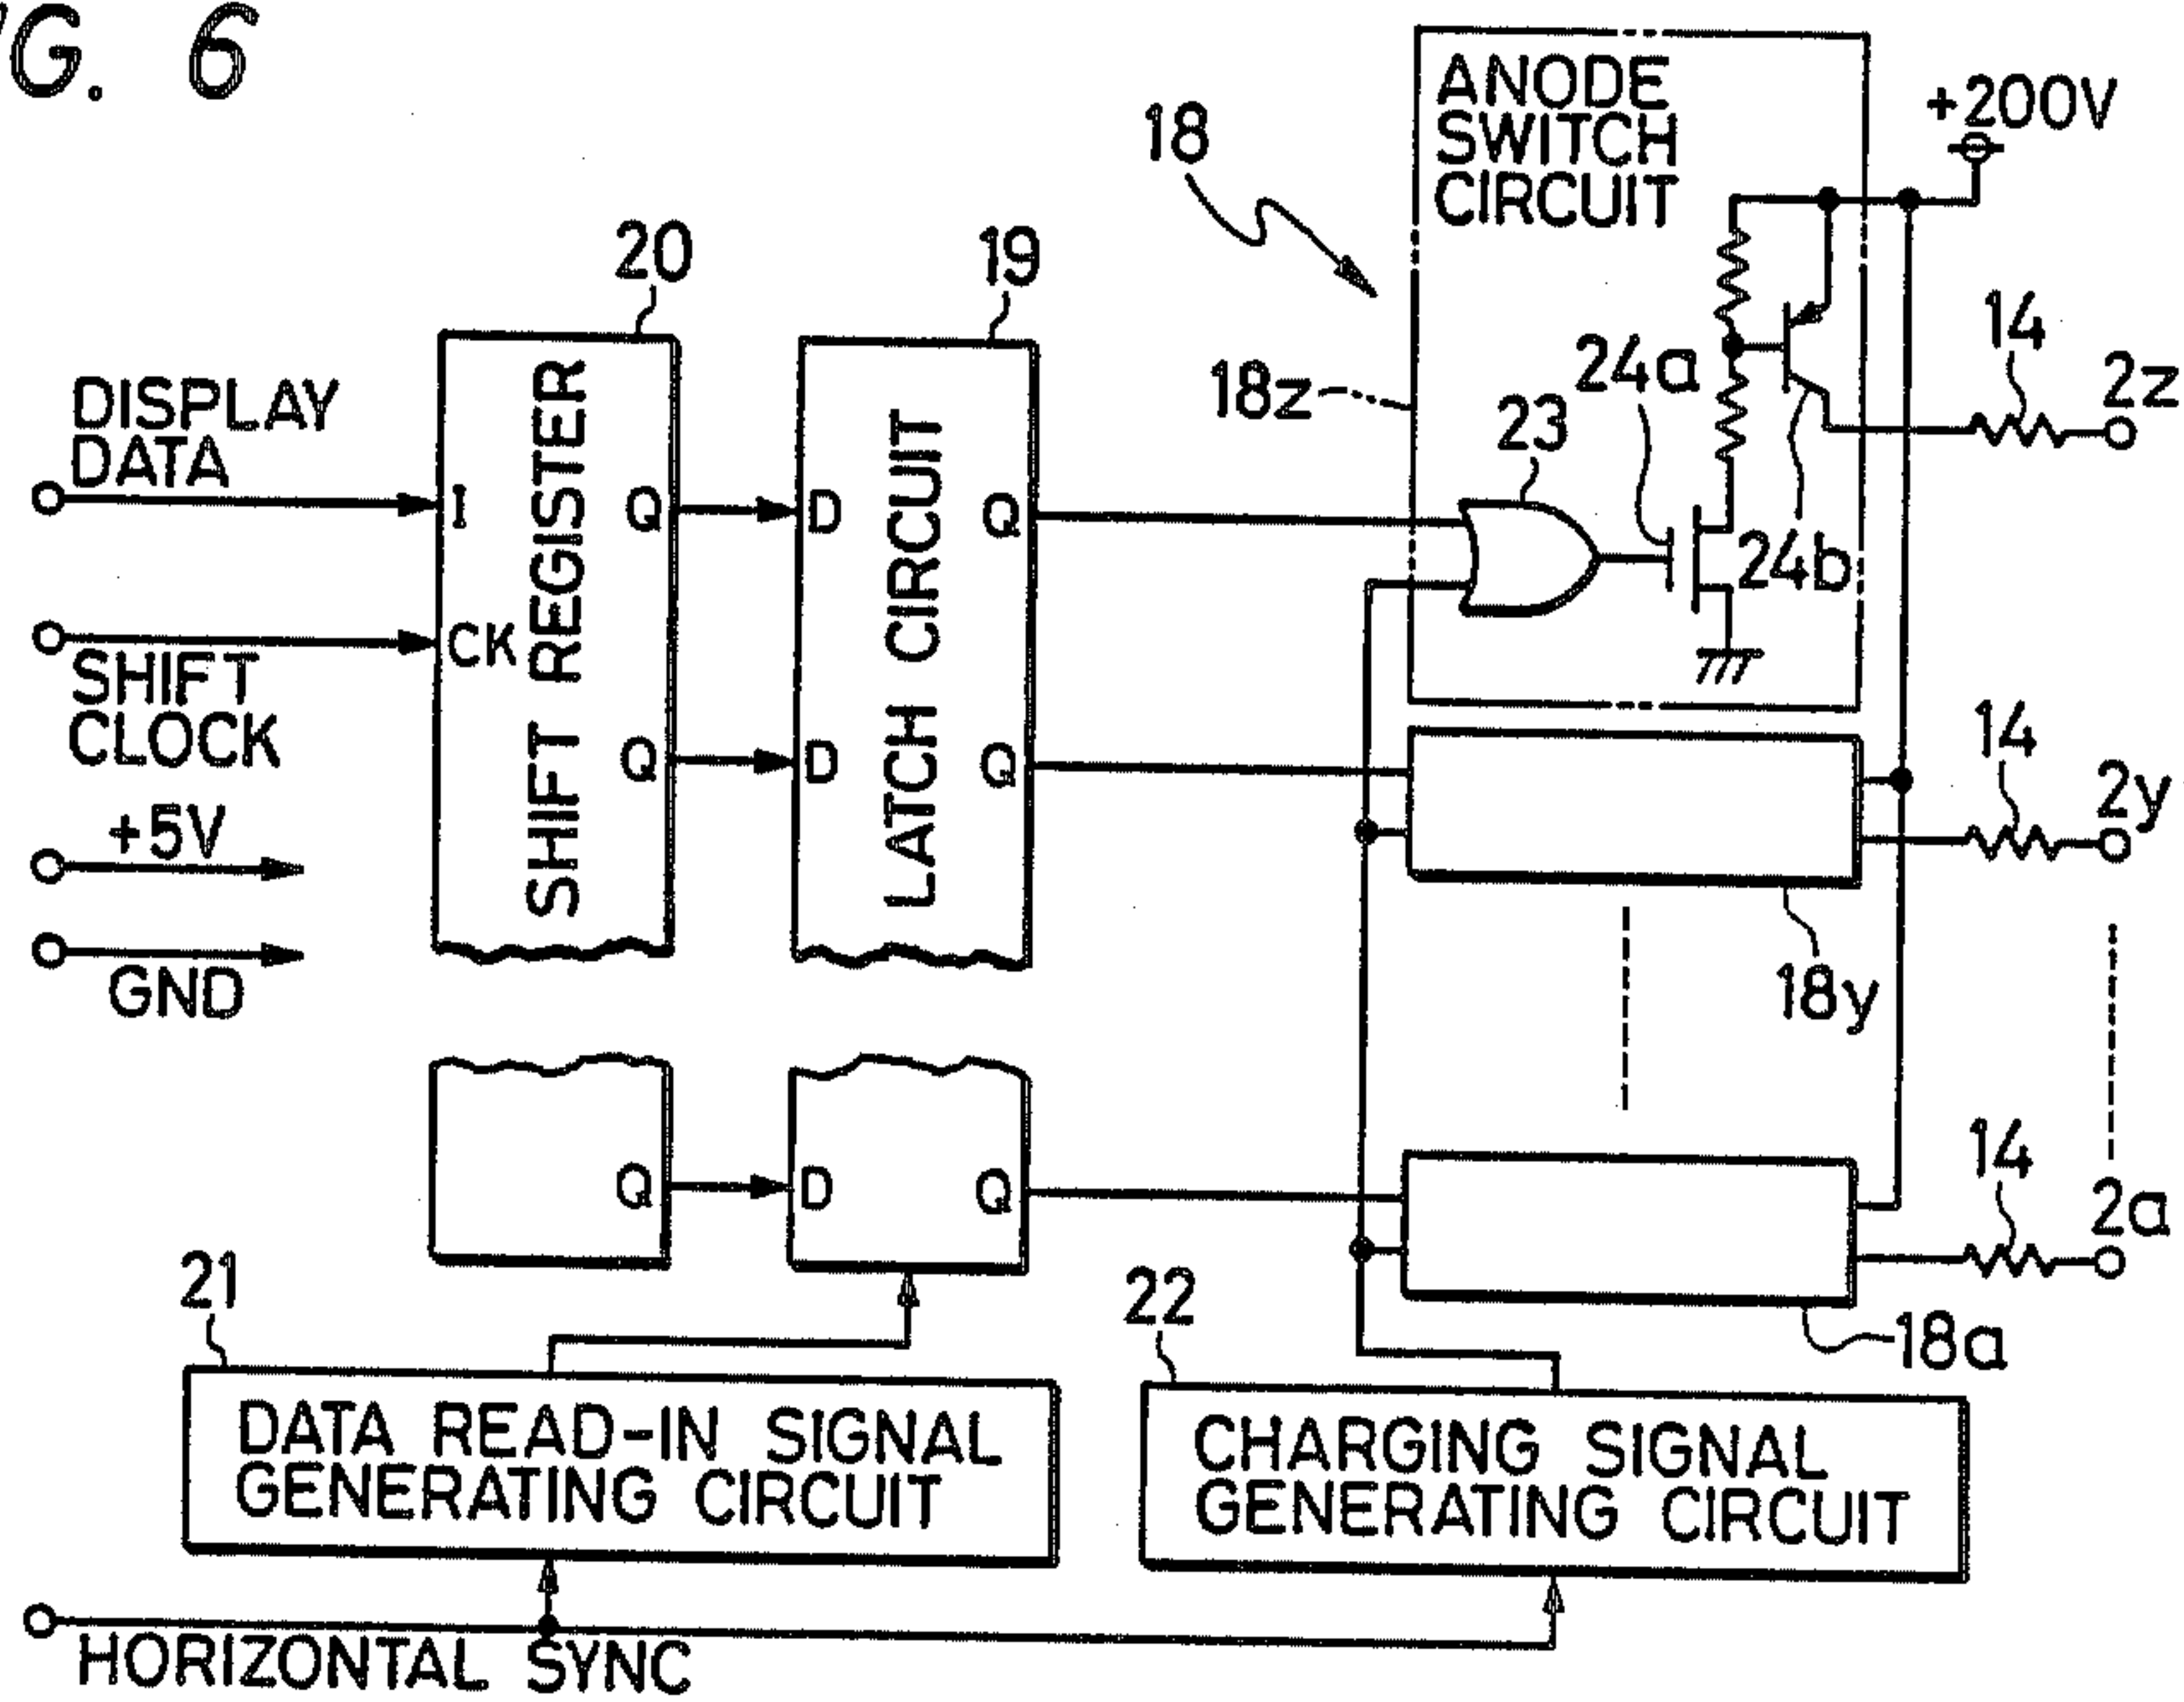 G. 6
ANODE
SWITCH
CIRCUIT
+200V
18
20
19
14
2z
24a
18z
23
24b
DISPLAY
DATA
I
Q
D
Q
SHIFT REGISTER
LATCH CIRCUIT
CK
SHIFT
CLOCK
Q
D
Q
14
2y
+5V
GND
18y
Q
D
Q
14
2a
21
22
18a
DATA READ-IN SIGNAL
GENERATING CIRCUIT
CHARGING SIGNAL
GENERATING CIRCUIT
HORIZONTAL SYNC